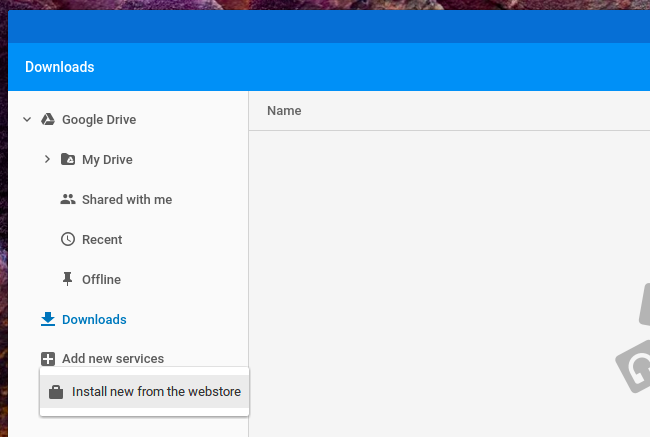 Downloads
Name
Google Drive
My Drive
Shared with me
Recent
Offline
Downloads
Add new services
Install new from the webstore